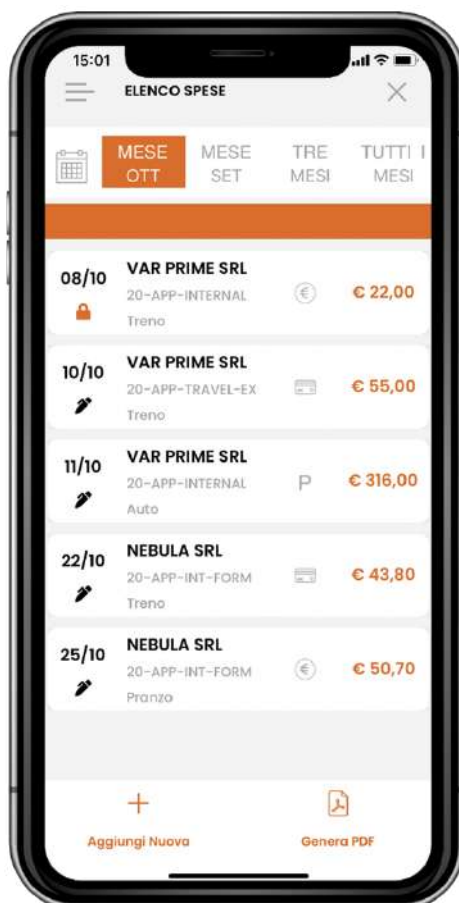 15:01
ELENCO SPESE
MESE OTT
MESE SET
TRE MESI
TUTTI I MESI
08/10
VAR PRIME SRL
20-APP-INTERNAL
Treno
€ 22,00
10/10
VAR PRIME SRL
20-APP-TRAVEL-EX
Treno
€ 55,00
11/10
VAR PRIME SRL
20-APP-INTERNAL
Auto
P
€ 316,00
22/10
NEBULA SRL
20-APP-INT-FORM
Treno
€ 43,80
25/10
NEBULA SRL
20-APP-INT-FORM
Pranzo
€ 50,70
Aggiungi Nuova
Genera PDF